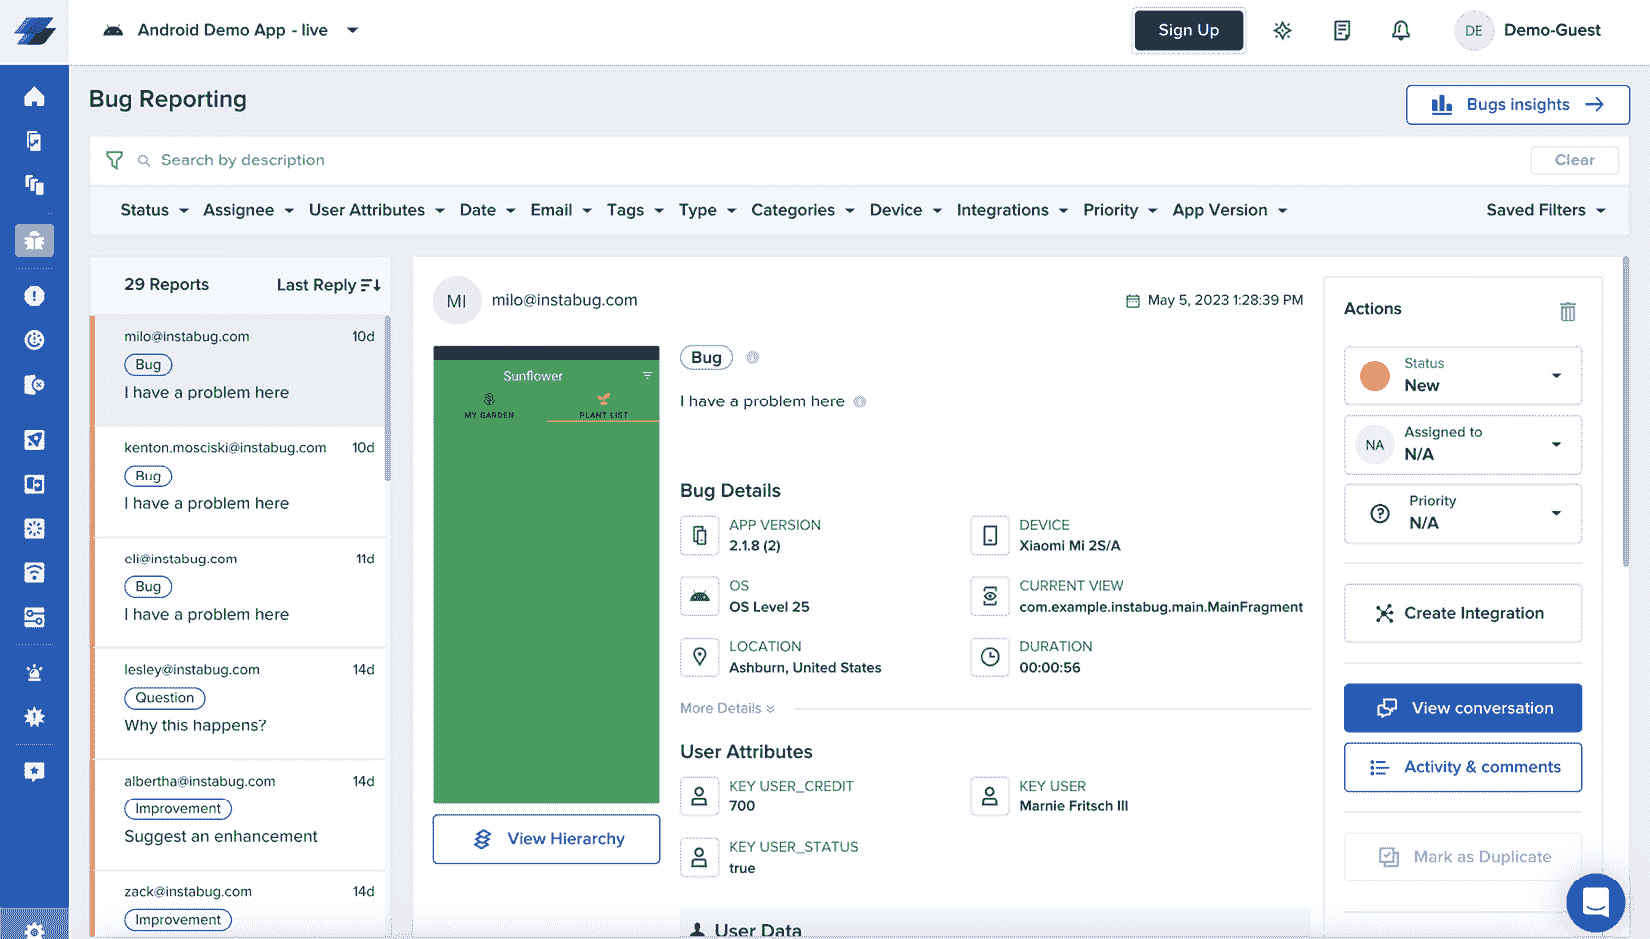 Android Demo App - live
Sign Up
DE
Demo-Guest
Bug Reporting
Bugs insights
Search by description
Clear
Status
Assignee
User Attributes
Date
Email
Tags
Type
Categories
Device
Integrations
Priority
App Version
Saved Filters
29 Reports
Last Reply
milo@instabug.com
10d
Bug
I have a problem here
kenton.mosciski@instabug.com
10d
Bug
I have a problem here
eli@instabug.com
11d
Bug
I have a problem here
lesley@instabug.com
14d
Question
Why this happens?
albertha@instabug.com
14d
Improvement
Suggest an enhancement
zack@instabug.com
14d
Improvement
MI
milo@instabug.com
May 5, 2023 1:28:39 PM
Sunflower
MY GARDEN
PLANT LIST
View Hierarchy
Bug
I have a problem here
Bug Details
APP VERSION
2.1.8 (2)
DEVICE
Xiaomi Mi 2S/A
OS
OS Level 25
CURRENT VIEW
com.example.instabug.main.MainFragment
LOCATION
Ashburn, United States
DURATION
00:00:56
More Details
User Attributes
KEY USER_CREDIT
700
KEY USER
Marnie Fritsch III
KEY USER_STATUS
true
User Data
Actions
Status
New
NA
Assigned to
N/A
Priority
N/A
Create Integration
View conversation
Activity & comments
Mark as Duplicate